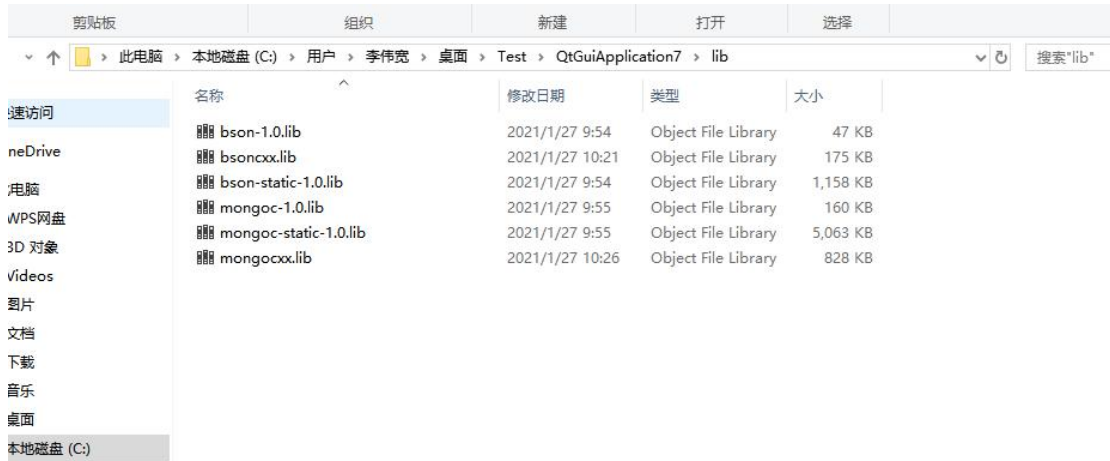 剪贴板 组织 新建 打开 选择
此电脑 › 本地磁盘 (C:) › 用户 › 李伟宽 › 桌面 › Test › QtGuiApplication7 › lib 搜索"lib"
名称 修改日期 类型 大小
速访问
bson-1.0.lib 2021/1/27 9:54 Object File Library 47 KB
neDrive
bsoncxx.lib 2021/1/27 10:21 Object File Library 175 KB
电脑
bson-static-1.0.lib 2021/1/27 9:54 Object File Library 1,158 KB
WPS网盘
mongoc-1.0.lib 2021/1/27 9:55 Object File Library 160 KB
3D 对象
mongoc-static-1.0.lib 2021/1/27 9:55 Object File Library 5,063 KB
Videos
mongocxx.lib 2021/1/27 10:26 Object File Library 828 KB
图片
文档
下载
音乐
桌面
本地磁盘 (C:)